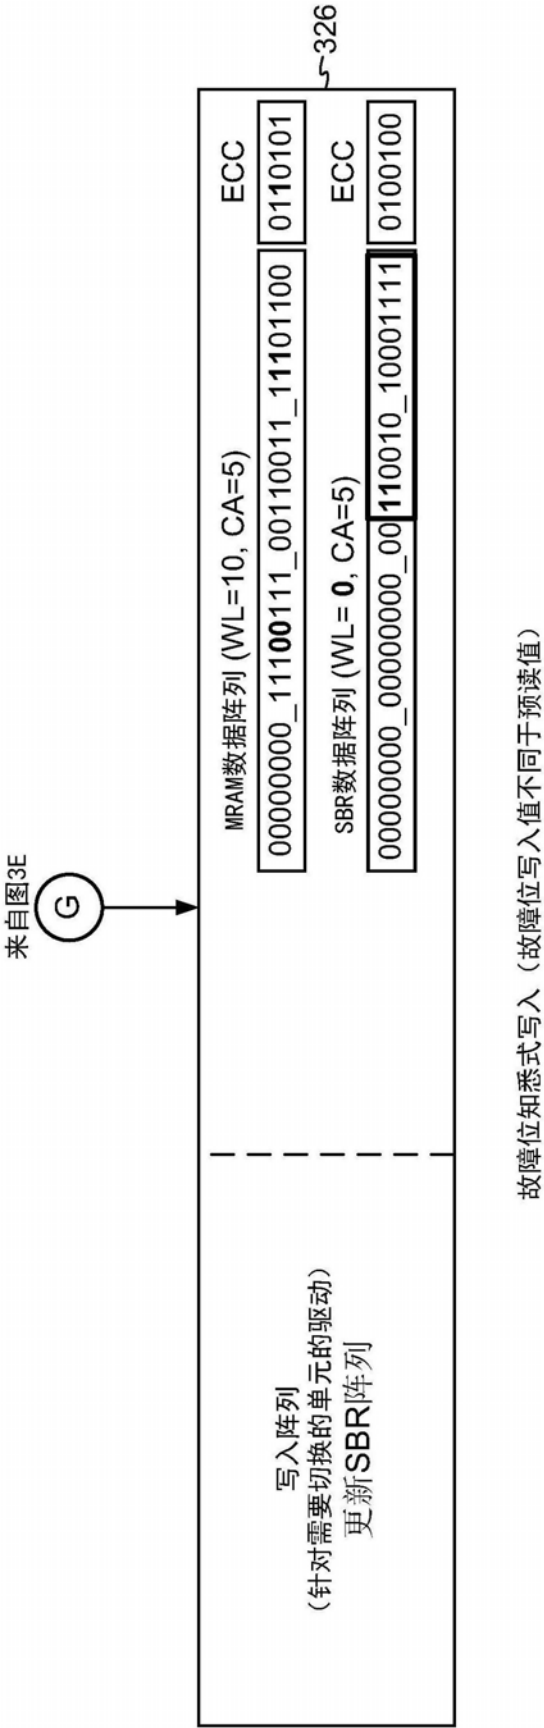 来自图3E
G
326
写入阵列
（针对需要切换的单元的驱动）
更新SBR阵列
MRAM数据阵列 (WL=10, CA=5)
ECC
00000000_11100111_00110011_11101100
0110101
SBR数据阵列 (WL= 0, CA=5)
ECC
00000000_00000000_00110010_10001111
0100100
故障位知悉式写入（故障位写入值不同于预读值）